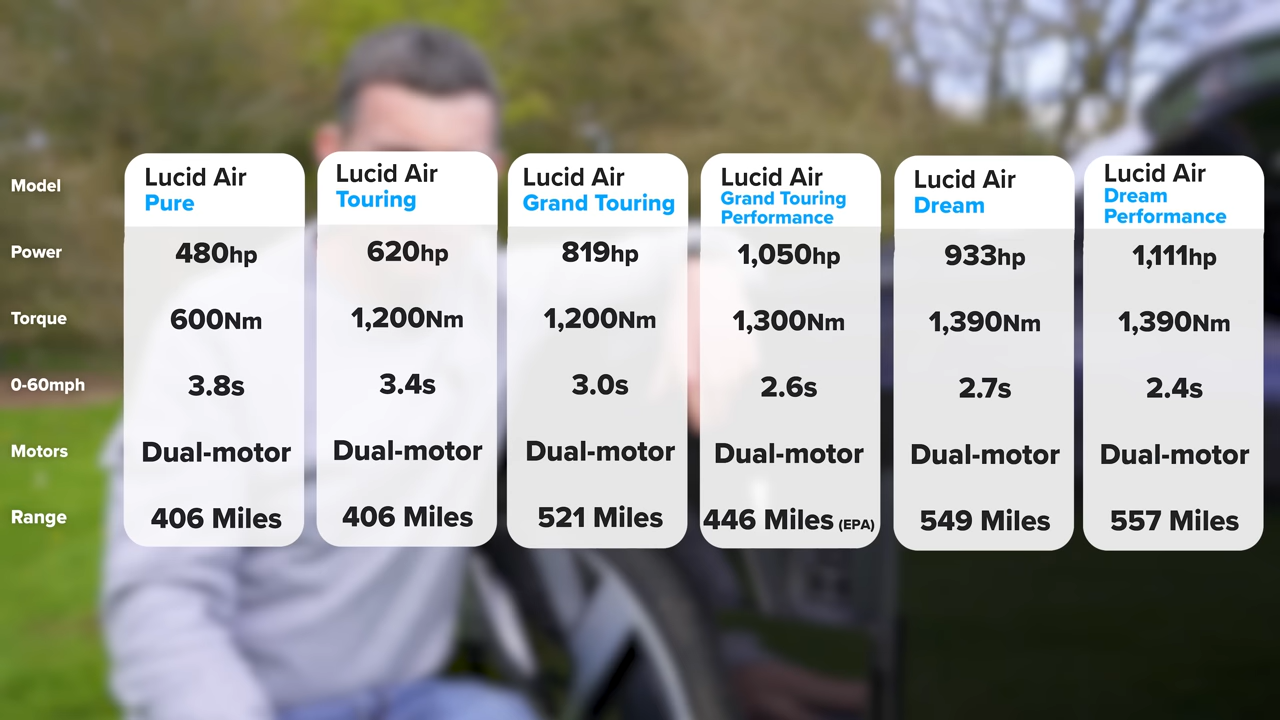 Model
Lucid Air
Pure
Lucid Air
Touring
Lucid Air
Grand Touring
Lucid Air
Grand Touring
Performance
Lucid Air
Dream
Lucid Air
Dream
Performance
Power
480hp
620hp
819hp
1,050hp
933hp
1,111hp
Torque
600Nm
1,200Nm
1,200Nm
1,300Nm
1,390Nm
1,390Nm
0-60mph
3.8s
3.4s
3.0s
2.6s
2.7s
2.4s
Motors
Dual-motor
Dual-motor
Dual-motor
Dual-motor
Dual-motor
Dual-motor
Range
406 Miles
406 Miles
521 Miles
446 Miles (EPA)
549 Miles
557 Miles